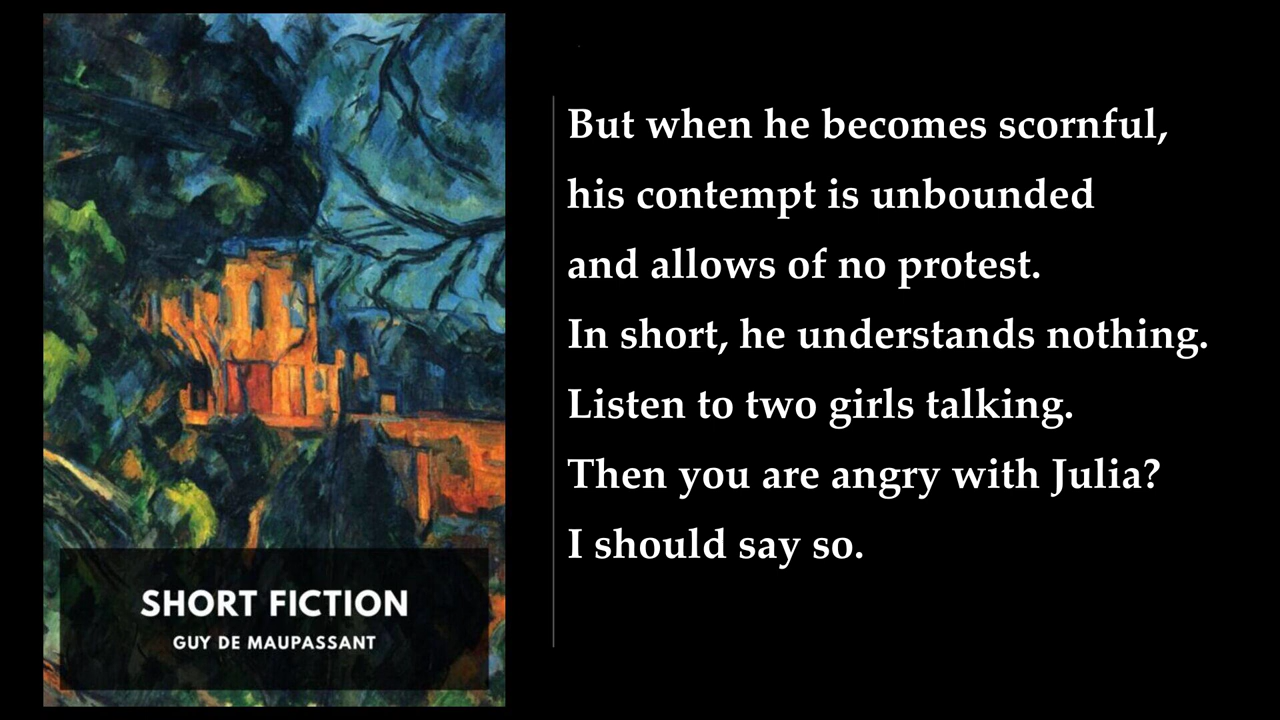 SHORT FICTION
GUY DE MAUPASSANT
But when he becomes scornful,
his contempt is unbounded
and allows of no protest.
In short, he understands nothing.
Listen to two girls talking.
Then you are angry with Julia?
I should say so.